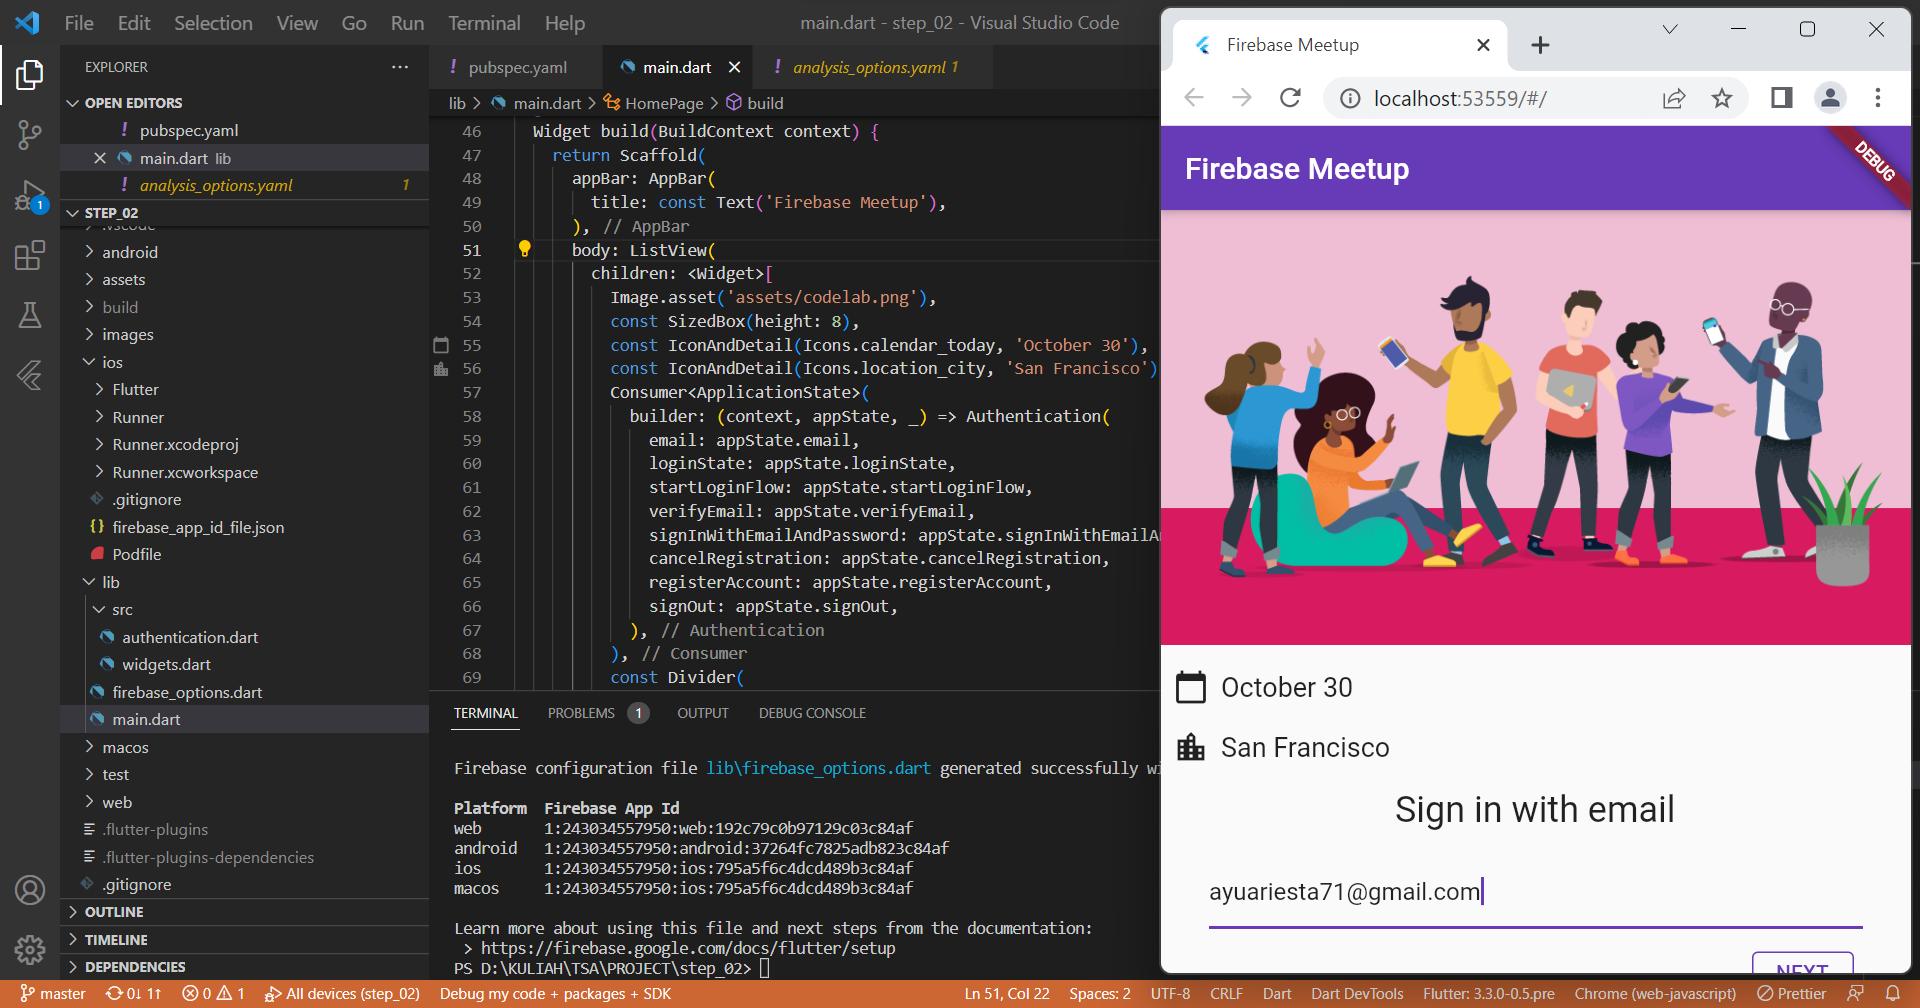 File Edit Selection View Go Run Terminal Help
main.dart - step_02 - Visual Studio Code
EXPLORER
OPEN EDITORS
pubspec.yaml
main.dart lib
analysis_options.yaml 1
STEP_02
.vscode
android
assets
build
images
ios
Flutter
Runner
Runner.xcodeproj
Runner.xcworkspace
.gitignore
firebase_app_id_file.json
Podfile
lib
src
authentication.dart
widgets.dart
firebase_options.dart
main.dart
macos
test
web
.flutter-plugins
.flutter-plugins-dependencies
.gitignore
OUTLINE
TIMELINE
DEPENDENCIES
1
pubspec.yaml main.dart analysis_options.yaml 1
lib > main.dart > HomePage > build
46 Widget build(BuildContext context) {
47 return Scaffold(
48 appBar: AppBar(
49 title: const Text('Firebase Meetup'),
50 ), // AppBar
51 body: ListView(
52 children: <Widget>[
53 Image.asset('assets/codelab.png'),
54 const SizedBox(height: 8),
55 const IconAndDetail(Icons.calendar_today, 'October 30'),
56 const IconAndDetail(Icons.location_city, 'San Francisco')
57 Consumer<ApplicationState>(
58 builder: (context, appState, _) => Authentication(
59 email: appState.email,
60 loginState: appState.loginState,
61 startLoginFlow: appState.startLoginFlow,
62 verifyEmail: appState.verifyEmail,
63 signInWithEmailAndPassword: appState.signInWithEmailA
64 cancelRegistration: appState.cancelRegistration,
65 registerAccount: appState.registerAccount,
66 signOut: appState.signOut,
67 ), // Authentication
68 ), // Consumer
69 const Divider(
TERMINAL PROBLEMS 1 OUTPUT DEBUG CONSOLE
Firebase configuration file lib\firebase_options.dart generated successfully wi
Platform Firebase App Id
web 1:243034557950:web:192c79c0b97129c03c84af
android 1:243034557950:android:37264fc7825adb823c84af
ios 1:243034557950:ios:795a5f6c4dcd489b3c84af
macos 1:243034557950:ios:795a5f6c4dcd489b3c84af
Learn more about using this file and next steps from the documentation:
> https://firebase.google.com/docs/flutter/setup
PS D:\KULIAH\TSA\PROJECT\step_02>
Firebase Meetup
localhost:53559/#/
Firebase Meetup
DEBUG
October 30
San Francisco
Sign in with email
ayuariesta71@gmail.com
NEXT
master 0↓ 1↑ 0 1 All devices (step_02) Debug my code + packages + SDK Ln 51, Col 22 Spaces: 2 UTF-8 CRLF Dart Dart DevTools Flutter: 3.3.0-0.5.pre Chrome (web-javascript) Prettier